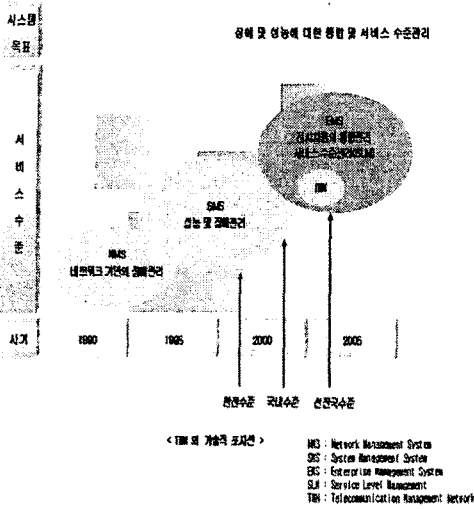 시스템
목표
장애 및 성능에 대한 통합 및 서비스 수준관리
서
비
스
수
준
EMS
전사차원의 통합관리
서비스수준관리(SLM)
TMN
SMS
성능 및 장애관리
NMS
네트워크 기반의 장애관리
시기
1990
1995
2000
2005
한전수준
국내수준
선진국수준
< TMN 의 기술적 포지션 >
NMS : Network Management System
SMS : System Management System
EMS : Enterprise Management System
SLM : Service Level Management
TMN : Telecommunication Management Network